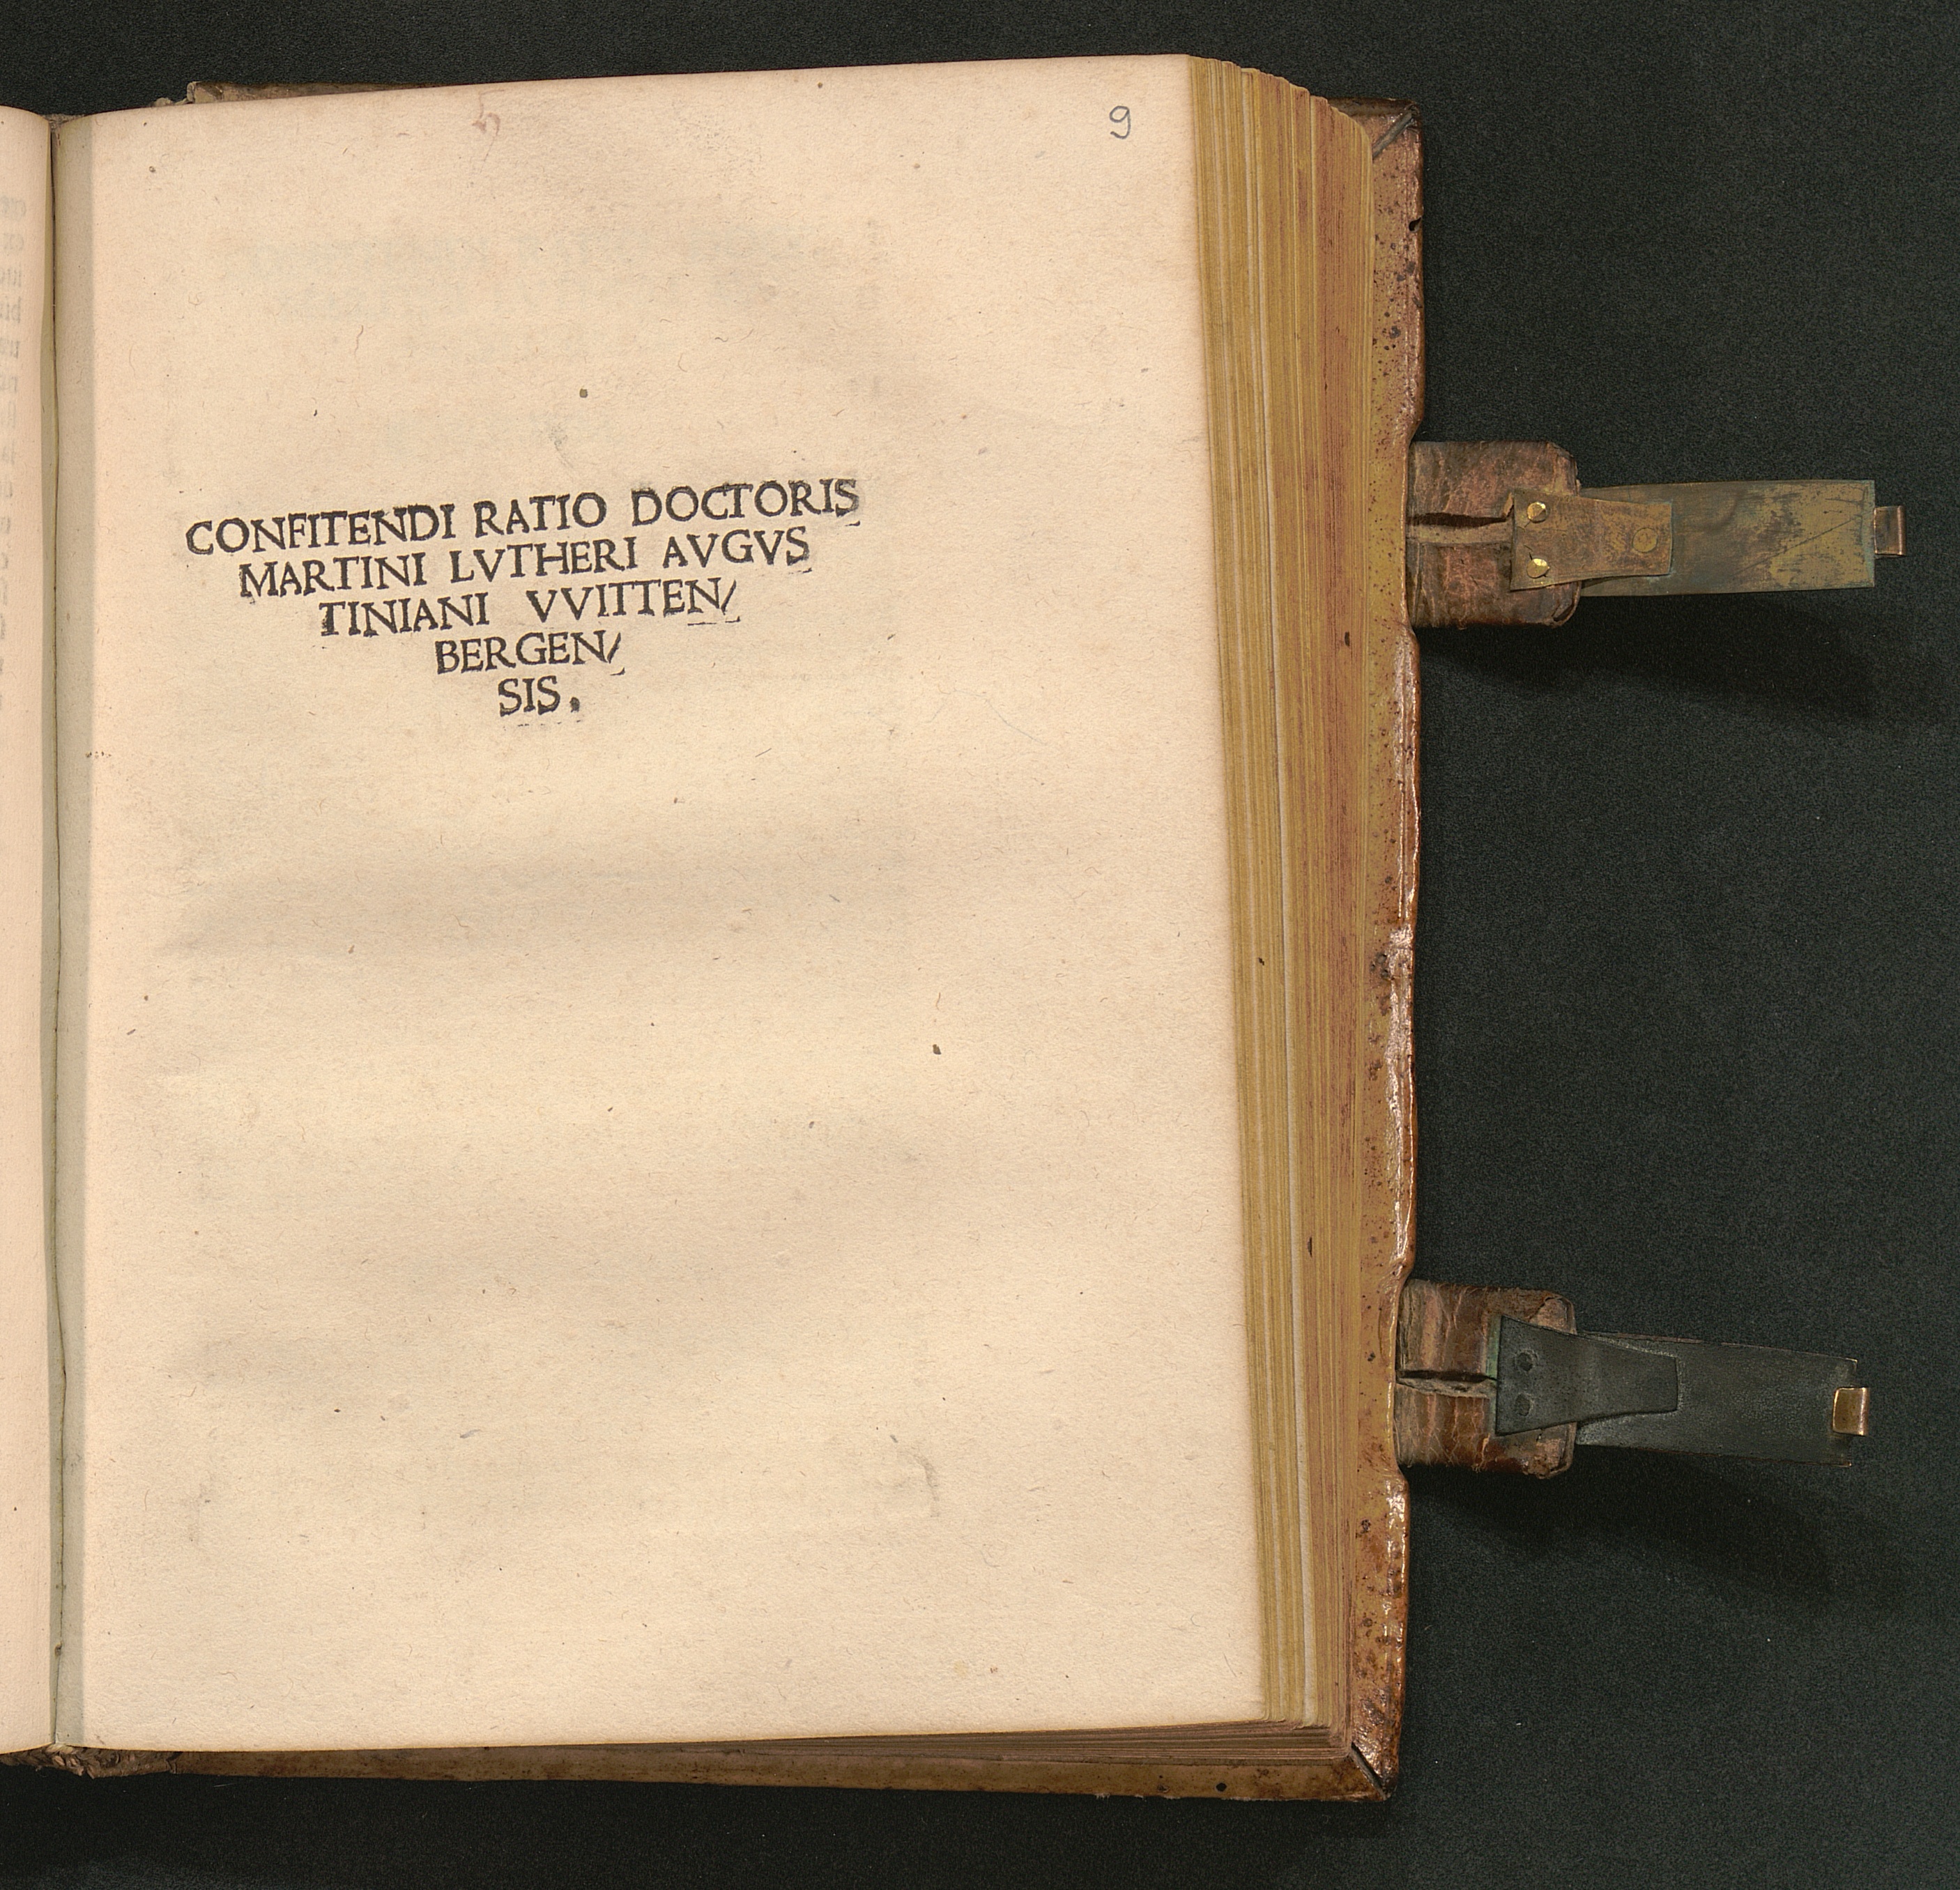 9
CONFITENDI RATIO DOCTORIS
MARTINI LVTHERI AVGVS
TINIANI VVITTEN/
BERGEN/
SIS.